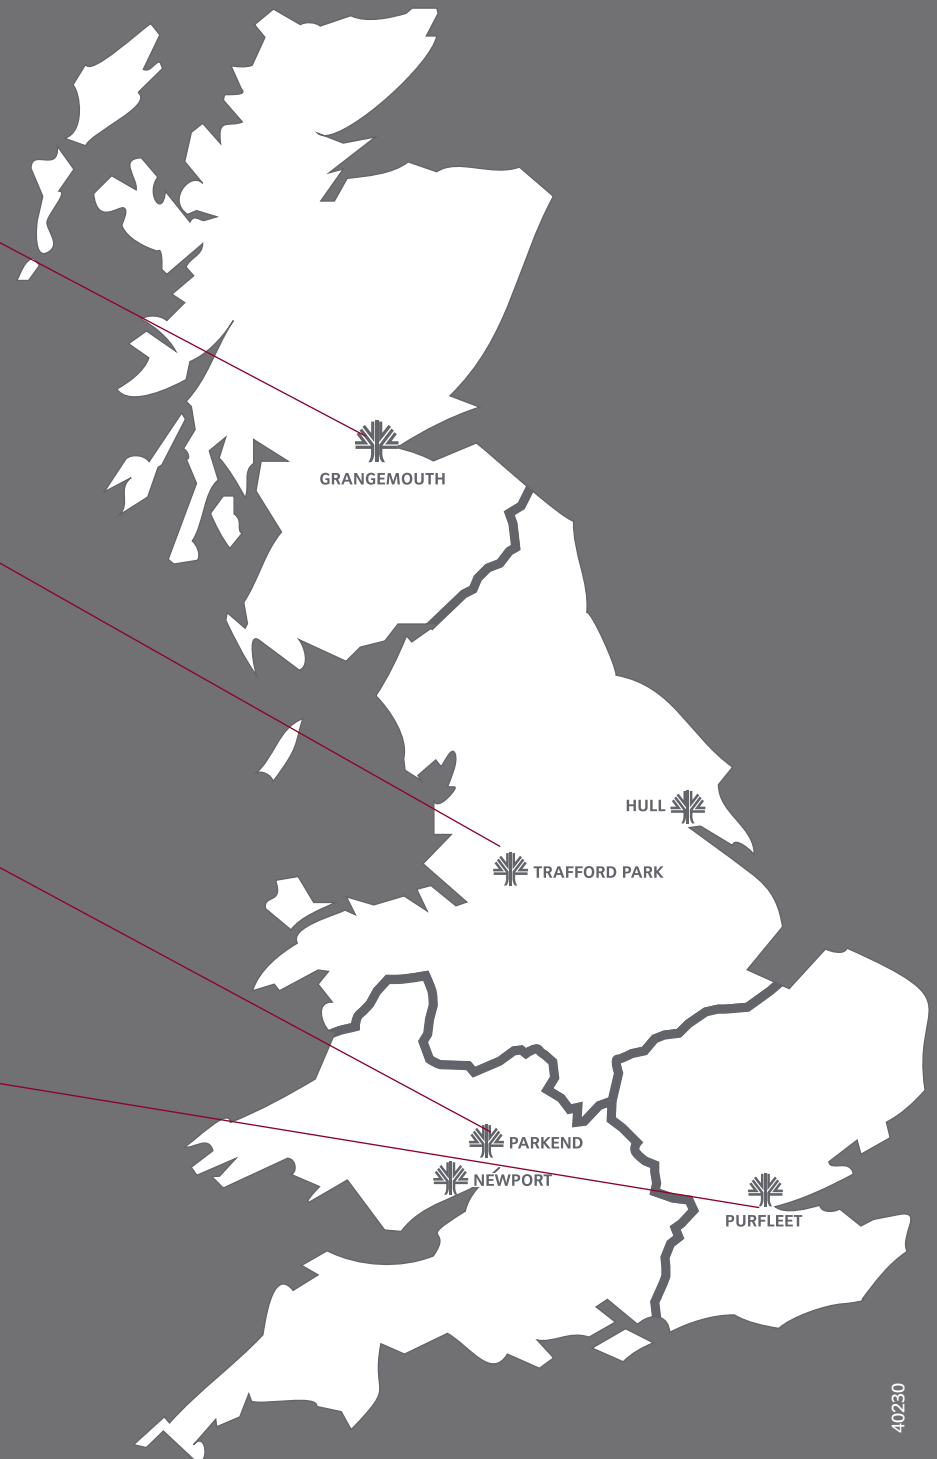 GRANGEMOUTH
HULL
TRAFFORD PARK
PARKEND
NEWPORT
PURFLEET
40230